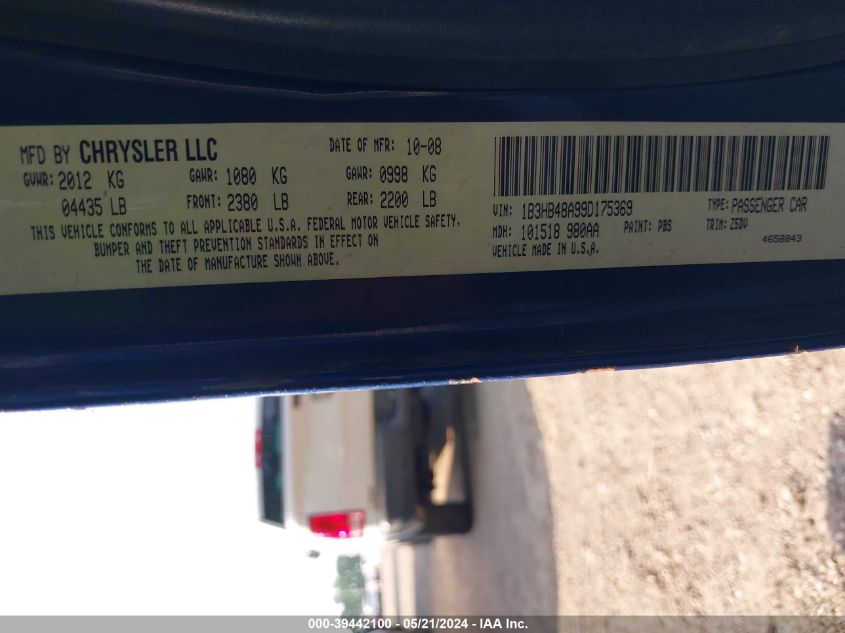 MFD BY CHRYSLER LLC
DATE OF MFR: 10-08
GVWR: 2012 KG
GAWR: 1080 KG
GAWR: 0998 KG
04435 LB
FRONT: 2380 LB
REAR: 2200 LB
THIS VEHICLE CONFORMS TO ALL APPLICABLE U.S.A. FEDERAL MOTOR VEHICLE SAFETY,
BUMPER AND THEFT PREVENTION STANDARDS IN EFFECT ON
THE DATE OF MANUFACTURE SHOWN ABOVE.
VIN: 1B3HB48A99D175369
TYPE: PASSENGER CAR
MDH: 101518 980AA
PAINT: PBS
TRIM: Z5DV
VEHICLE MADE IN U.S.A.
4658843
000-39442100 - 05/21/2024 - IAA Inc.